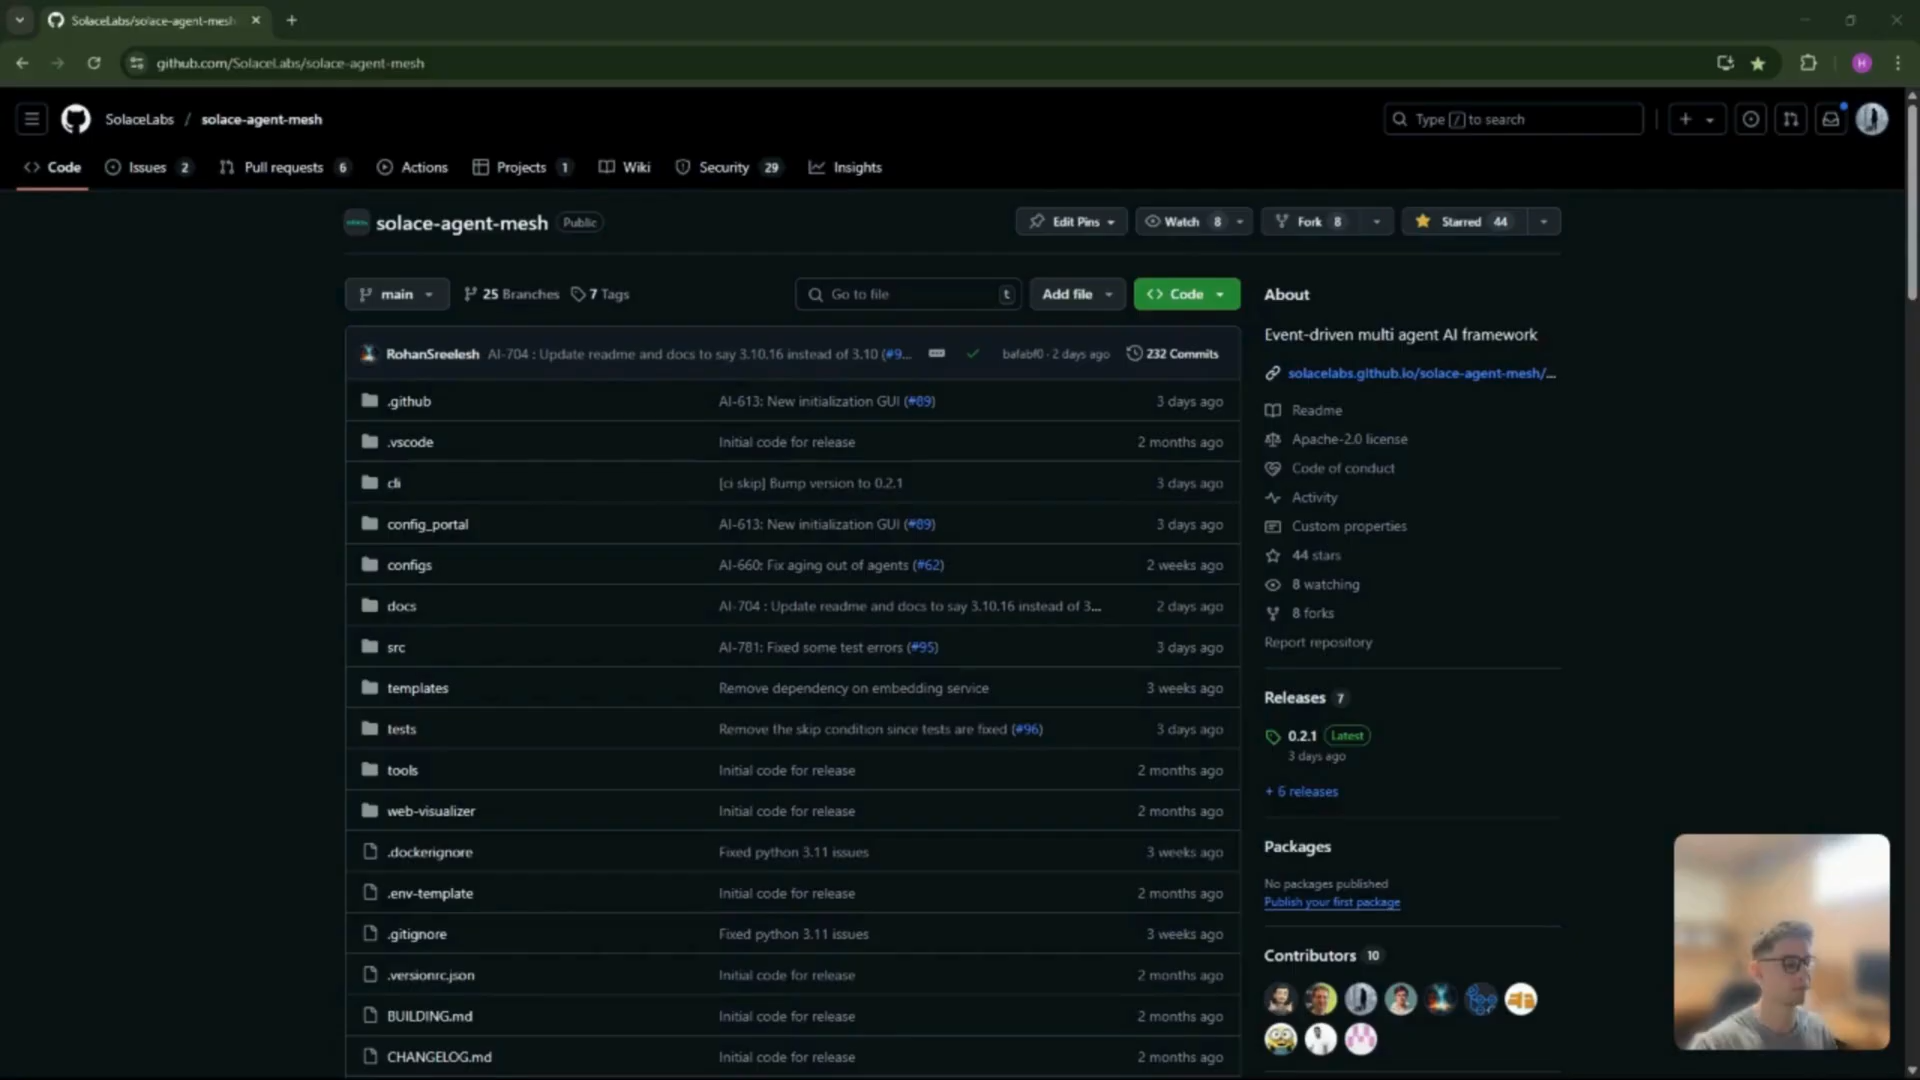 SolaceLabs/solace-agent-mesh
github.com/SolaceLabs/solace-agent-mesh
H
SolaceLabs / solace-agent-mesh
Type / to search
Code
Issues 2
Pull requests 6
Actions
Projects 1
Wiki
Security 29
Insights
solace-agent-mesh Public
Edit Pins
Watch 8
Fork 8
Starred 44
main
25 Branches
7 Tags
Go to file t
Add file
Code
RohanSreelesh AI-704 : Update readme and docs to say 3.10.16 instead of 3.10 (#9... bafabf0 · 2 days ago 232 Commits
.github AI-613: New initialization GUI (#89) 3 days ago
.vscode Initial code for release 2 months ago
cli [ci skip] Bump version to 0.2.1 3 days ago
config_portal AI-613: New initialization GUI (#89) 3 days ago
configs AI-660: Fix aging out of agents (#62) 2 weeks ago
docs AI-704 : Update readme and docs to say 3.10.16 instead of 3... 2 days ago
src AI-781: Fixed some test errors (#95) 3 days ago
templates Remove dependency on embedding service 3 weeks ago
tests Remove the skip condition since tests are fixed (#96) 3 days ago
tools Initial code for release 2 months ago
web-visualizer Initial code for release 2 months ago
.dockerignore Fixed python 3.11 issues 3 weeks ago
.env-template Initial code for release 2 months ago
.gitignore Fixed python 3.11 issues 3 weeks ago
.versionrc.json Initial code for release 2 months ago
BUILDING.md Initial code for release 2 months ago
CHANGELOG.md Initial code for release 2 months ago
About
Event-driven multi agent AI framework
solacelabs.github.io/solace-agent-mesh/...
Readme
Apache-2.0 license
Code of conduct
Activity
Custom properties
44 stars
8 watching
8 forks
Report repository
Releases 7
0.2.1 Latest
3 days ago
+ 6 releases
Packages
No packages published
Publish your first package
Contributors 10